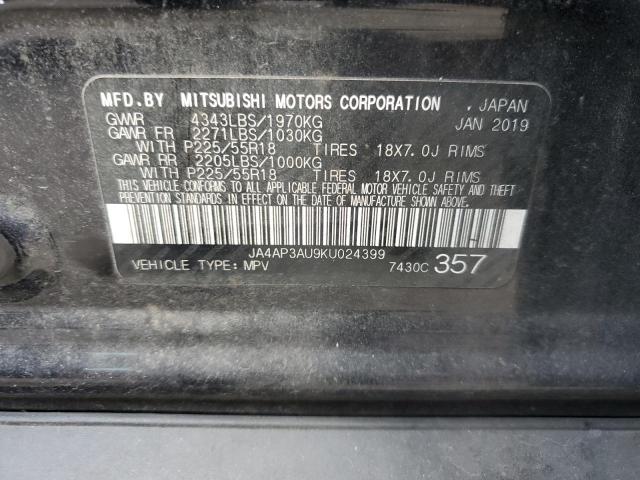 MFD.BY MITSUBISHI MOTORS CORPORATION , JAPAN
GVWR 4343LBS/1970KG JAN 2019
GAWR FR 2271LBS/1030KG
WITH P225/55R18 TIRES 18X7.0J RIMS
GAWR RR 2205LBS/1000KG
WITH P225/55R18 TIRES 18X7.0J RIMS
THIS VEHICLE CONFORMS TO ALL APPLICABLE FEDERAL MOTOR VEHICLE SAFETY AND THEFT
PREVENTION STANDARDS IN EFFECT ON THE DATE OF MANUFACTURE SHOWN ABOVE.
JA4AP3AU9KU024399
VEHICLE TYPE: MPV 7430C 357